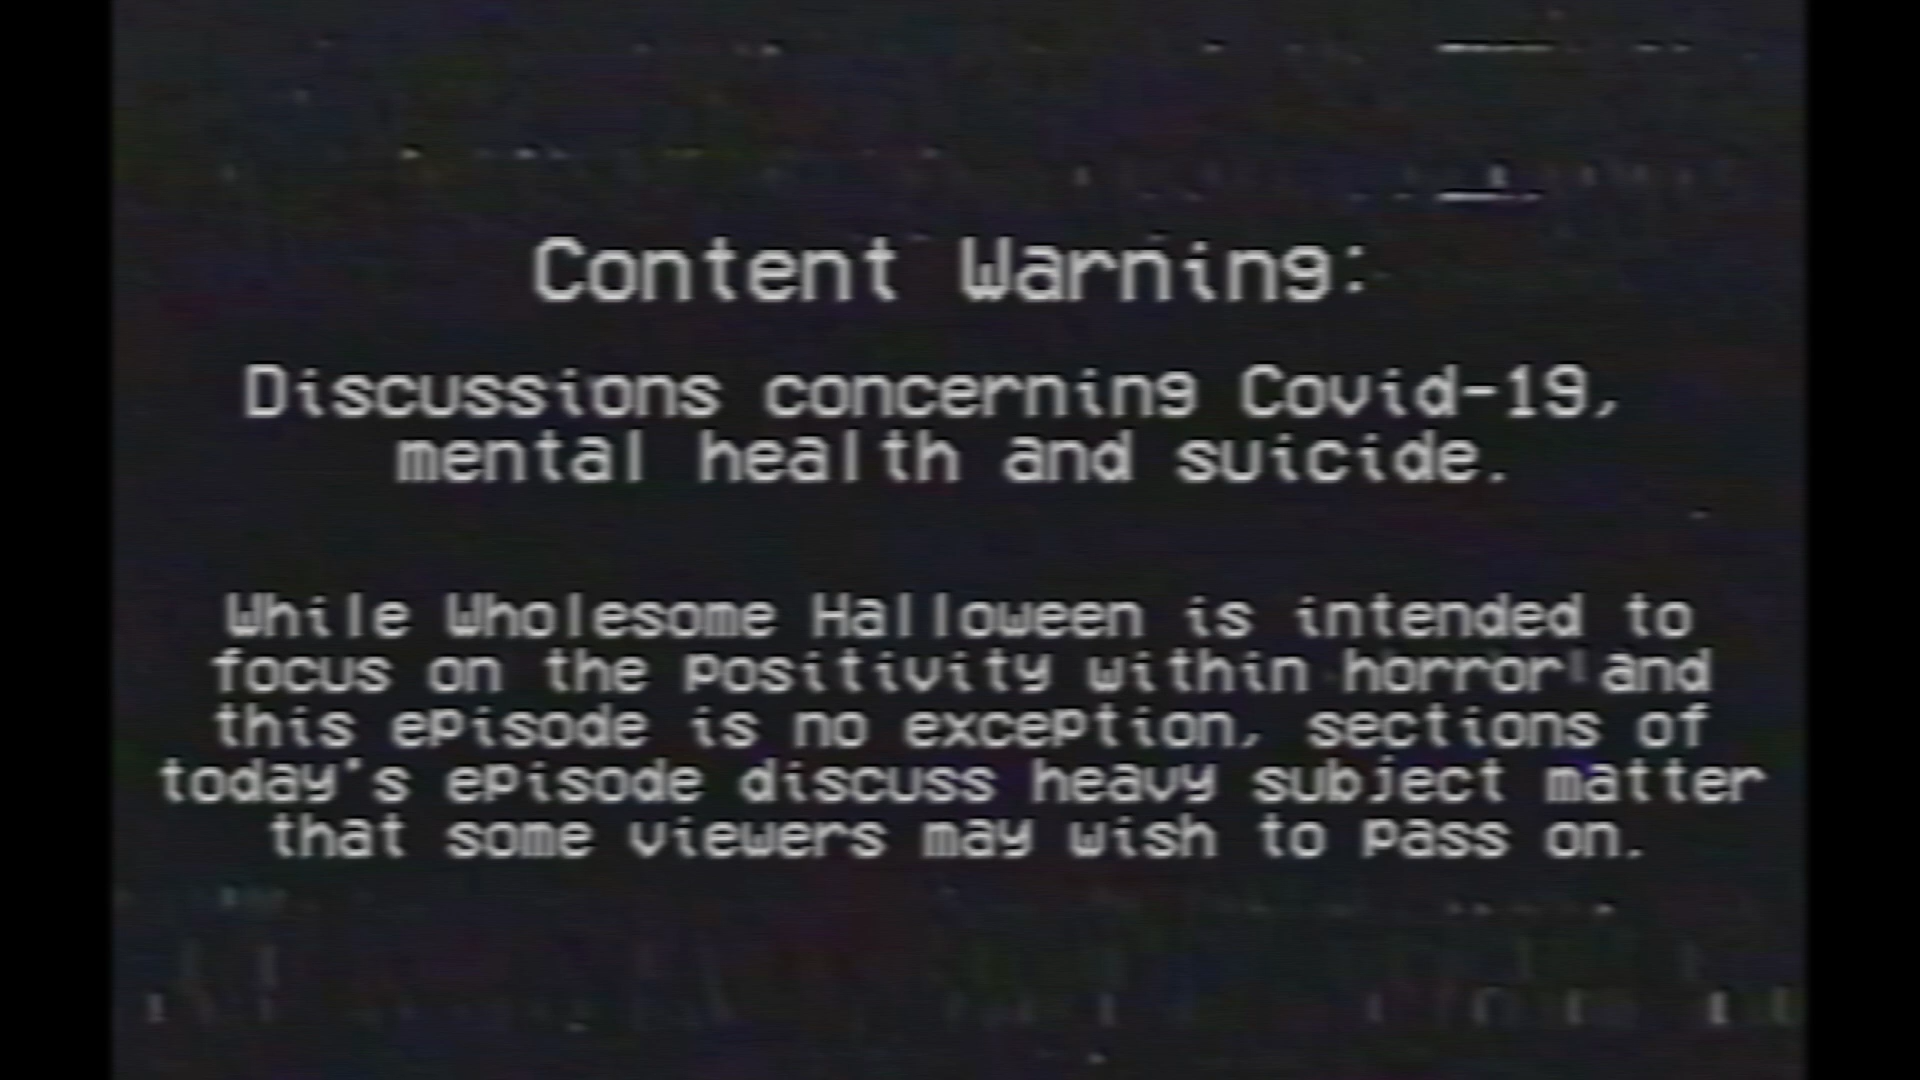 Content Warning:
Discussions concerning Covid-19,
mental health and suicide.
While Wholesome Halloween is intended to
focus on the positivity within horror and
this episode is no exception, sections of
today's episode discuss heavy subject matter
that some viewers may wish to pass on.